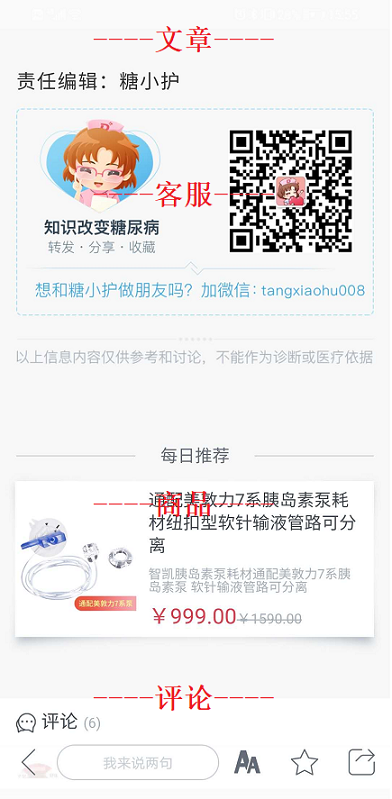 ----文章----
责任编辑：糖小护
----客服----
知识改变糖尿病
转发·分享·收藏
想和糖小护做朋友吗？加微信：tangxiaohu008
以上信息内容仅供参考和讨论，不能作为诊断或医疗依据
每日推荐
----商品----
通配美敦力7系胰岛素泵耗
材纽扣型软针输液管路可分
离
智凯胰岛素泵耗材通配美敦力7系胰
岛素泵 软针输液管路可分离
通配美敦力7系泵
￥999.00 ￥1590.00
----评论----
评论 (6)
我来说两句
AA